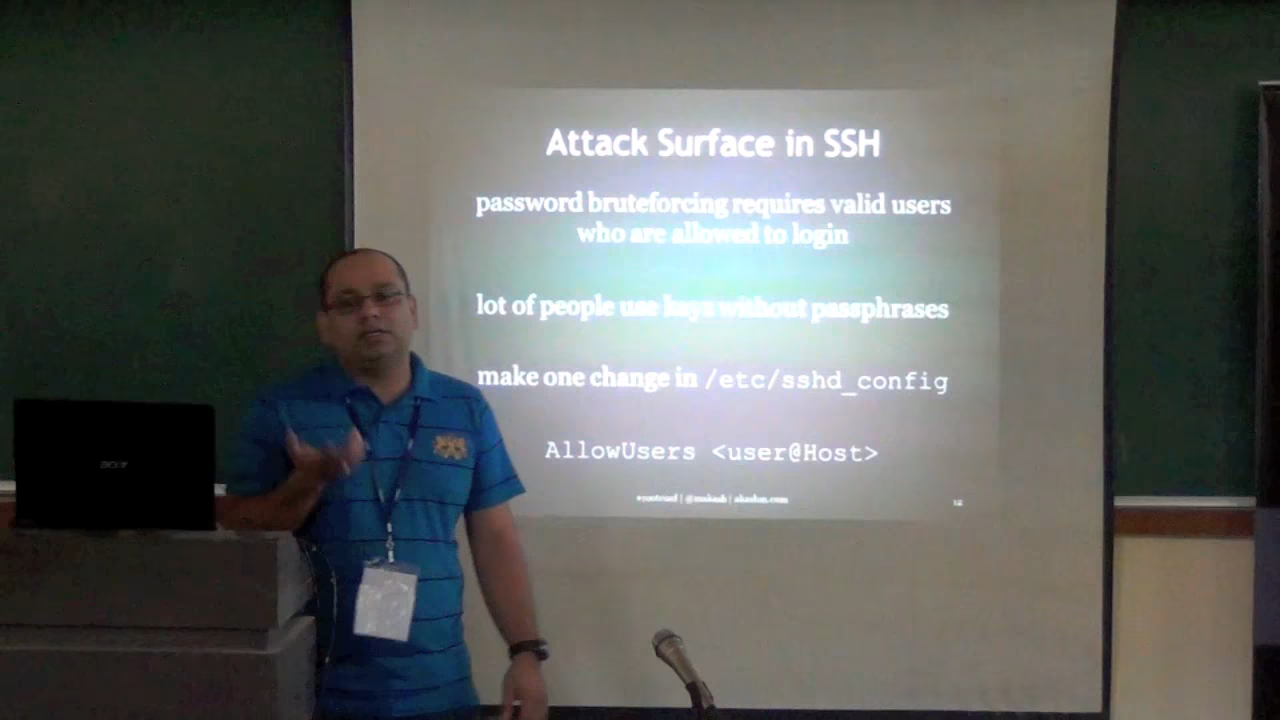 Attack Surface in SSH
password bruteforcing requires valid users
who are allowed to login
lot of people use keys without passphrases
make one change in /etc/sshd_config
AllowUsers <user@Host>
acer